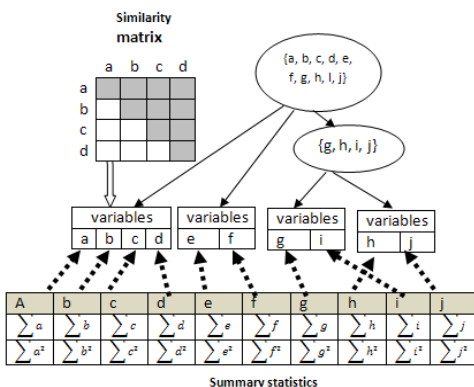 Similarity
matrix
a b c d
a
b
c
d
{a, b, c, d, e,
f, g, h, I, j}
{g, h, i, j}
variables
a b c d
variables
e f
variables
g i
variables
h j
A b c d e f g h i j
∑a ∑b ∑c ∑d ∑e ∑f ∑g ∑h ∑i ∑j
∑a² ∑b² ∑c² ∑d² ∑e² ∑f² ∑g² ∑h² ∑i² ∑j²
Summary statistics